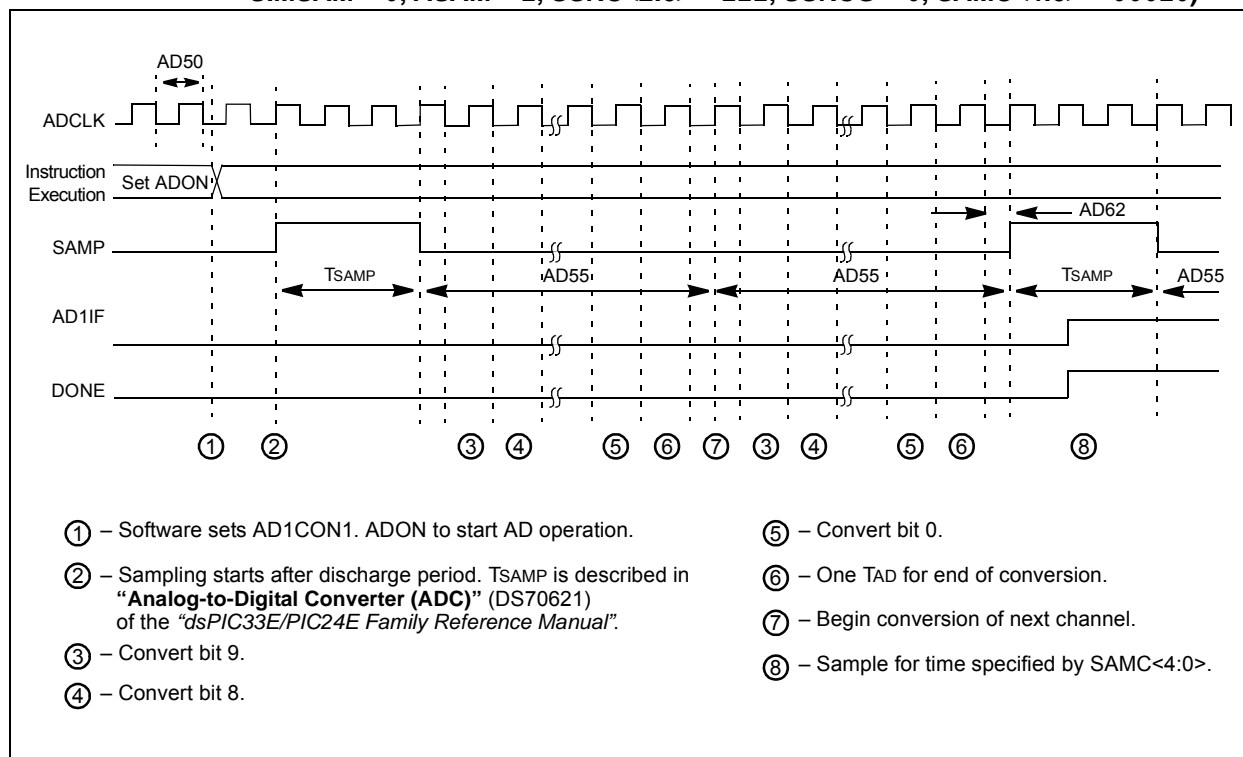 AD50
ADCLK
Instruction
Execution
Set ADON
AD62
SAMP
TSAMP
AD55
AD55
TSAMP
AD55
AD1IF
DONE
1 2 3 4 5 6 7 3 4 5 6 8
1 – Software sets AD1CON1. ADON to start AD operation.
2 – Sampling starts after discharge period. TSAMP is described in
“Analog-to-Digital Converter (ADC)” (DS70621)
of the “dsPIC33E/PIC24E Family Reference Manual”.
3 – Convert bit 9.
4 – Convert bit 8.
5 – Convert bit 0.
6 – One TAD for end of conversion.
7 – Begin conversion of next channel.
8 – Sample for time specified by SAMC<4:0>.